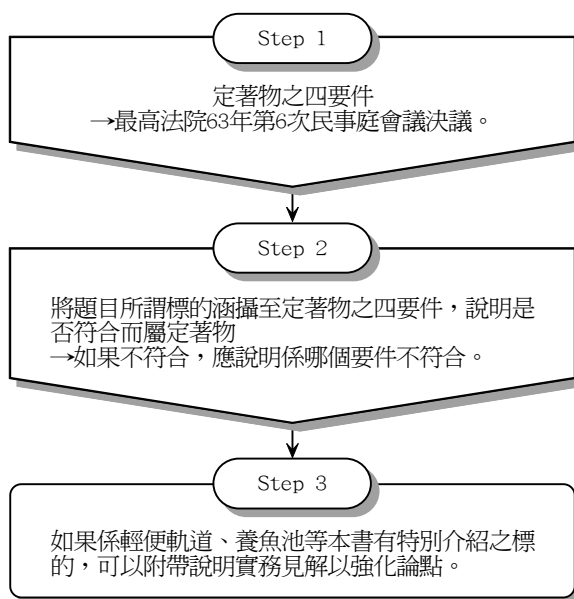 Step 1
定著物之四要件
→最高法院63年第6次民事庭會議決議。
Step 2
將題目所謂標的涵攝至定著物之四要件，說明是
否符合而屬定著物
→如果不符合，應說明係哪個要件不符合。
Step 3
如果係輕便軌道、養魚池等本書有特別介紹之標
的，可以附帶說明實務見解以強化論點。